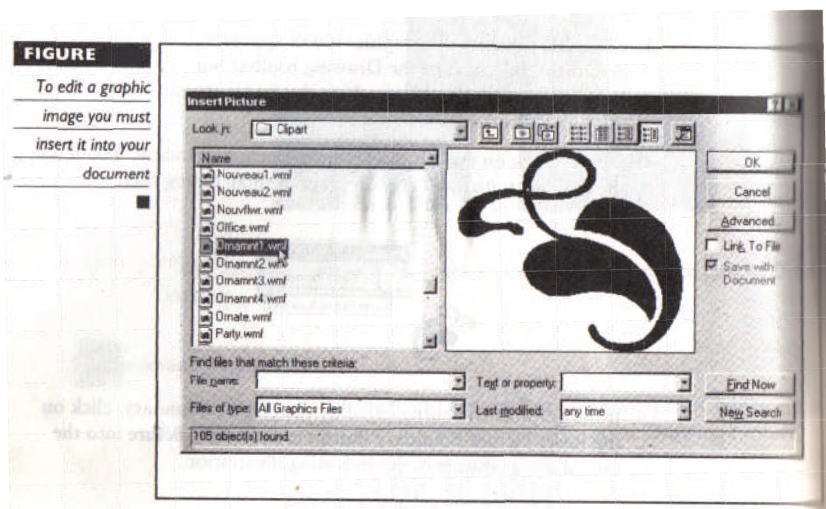 FIGURE
To edit a graphic
image you must
insert it into your
document
Insert Picture
Look in: Clipart
Name
Nouveau1.wmf
Nouveau2.wmf
Nouvflwr.wmf
Office.wmf
Ornamnt1.wmf
Ornamnt2.wmf
Ornamnt3.wmf
Ornamnt4.wmf
Ornate.wmf
Party.wmf
OK
Cancel
Advanced...
Link To File
Save with
Document
Find files that match these criteria:
File name: Text or property: Find Now
Files of type: All Graphics Files Last modified: any time New Search
105 object(s) found.